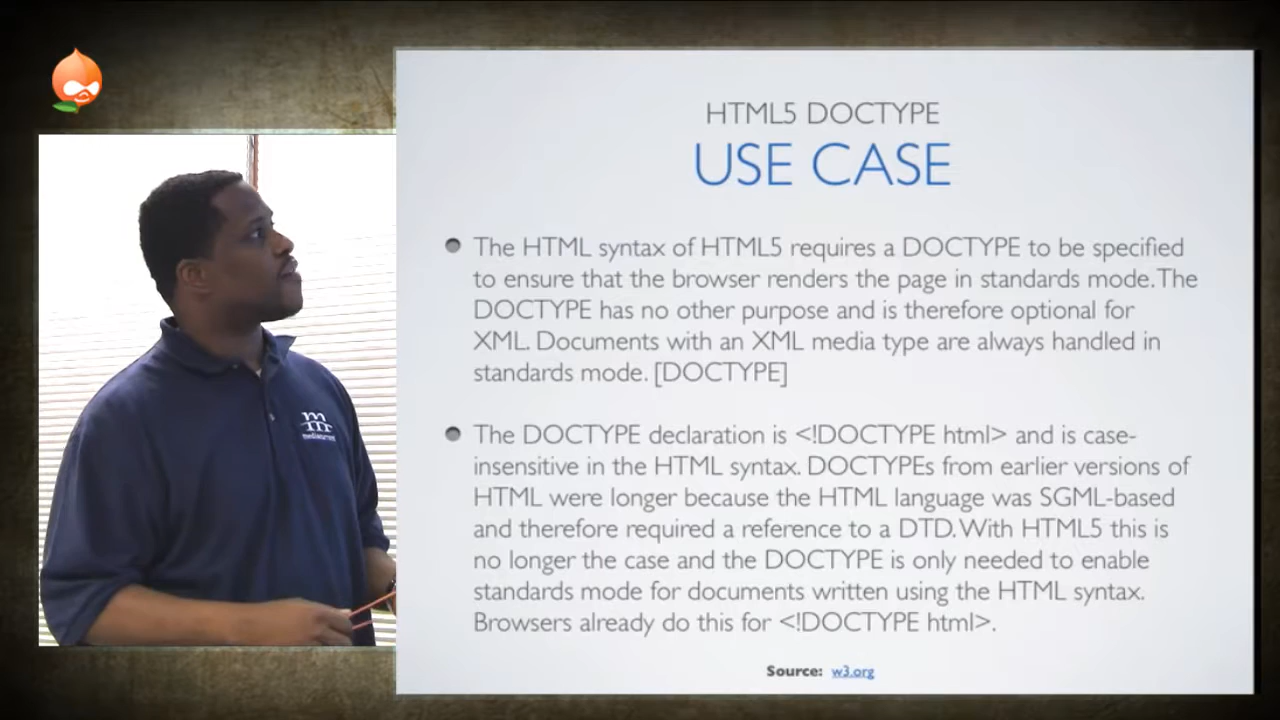 HTML5 DOCTYPE
USE CASE
The HTML syntax of HTML5 requires a DOCTYPE to be specified
to ensure that the browser renders the page in standards mode. The
DOCTYPE has no other purpose and is therefore optional for
XML. Documents with an XML media type are always handled in
standards mode. [DOCTYPE]
The DOCTYPE declaration is <!DOCTYPE html> and is case-
insensitive in the HTML syntax. DOCTYPEs from earlier versions of
HTML were longer because the HTML language was SGML-based
and therefore required a reference to a DTD. With HTML5 this is
no longer the case and the DOCTYPE is only needed to enable
standards mode for documents written using the HTML syntax.
Browsers already do this for <!DOCTYPE html>.
Source: w3.org
m
mediacurrent